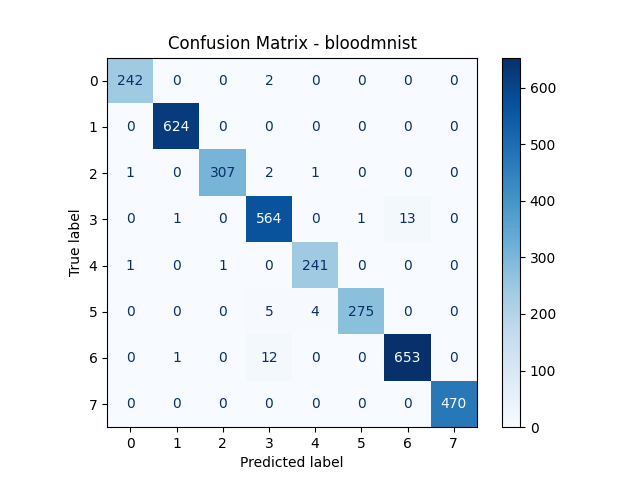 Confusion Matrix - bloodmnist
0 242 0 0 2 0 0 0 0
1 0 624 0 0 0 0 0 0
2 1 0 307 2 1 0 0 0
3 0 1 0 564 0 1 13 0
4 1 0 1 0 241 0 0 0
5 0 0 0 5 4 275 0 0
6 0 1 0 12 0 0 653 0
7 0 0 0 0 0 0 0 470
0 1 2 3 4 5 6 7
True label
Predicted label
600
500
400
300
200
100
0